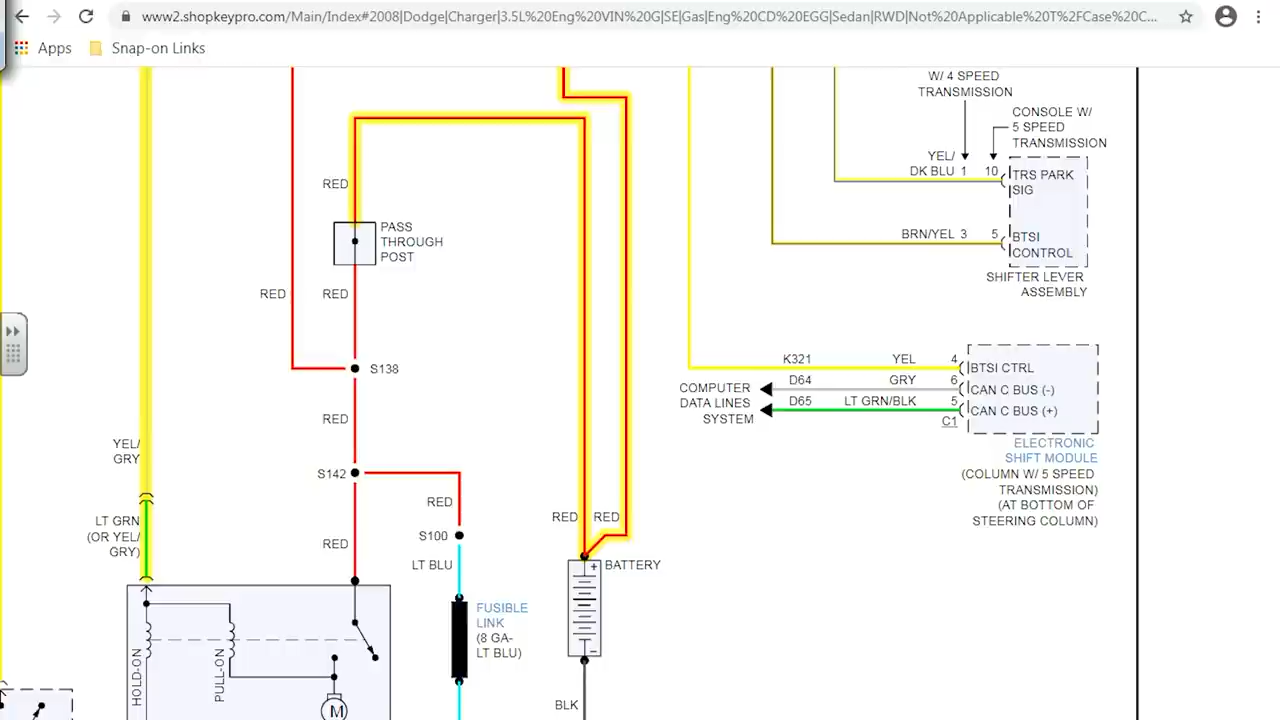 www2.shopkeypro.com/Main/Index#2008|Dodge|Charger|3.5L%20Eng%20VIN%20G|SE|Gas|Eng%20CD%20EGG|Sedan|RWD|Not%20Applicable%20T%2FCase%20C...
Apps Snap-on Links
W/ 4 SPEED
TRANSMISSION
CONSOLE W/
5 SPEED
TRANSMISSION
YEL/
DK BLU 1 10 TRS PARK
SIG
BRN/YEL 3 5 BTSI
CONTROL
SHIFTER LEVER
ASSEMBLY
RED
PASS
THROUGH
POST
RED RED
S138
RED
YEL/
GRY
S142
RED
S100
LT GRN
(OR YEL/
GRY)
RED
LT BLU
RED RED
BATTERY
+
-
FUSIBLE
LINK
(8 GA-
LT BLU)
HOLD-ON
PULL-ON
M
BLK
K321 YEL 4 BTSI CTRL
D64 GRY 6 CAN C BUS (-)
D65 LT GRN/BLK 5 CAN C BUS (+)
C1
COMPUTER
DATA LINES
SYSTEM
ELECTRONIC
SHIFT MODULE
(COLUMN W/ 5 SPEED
TRANSMISSION)
(AT BOTTOM OF
STEERING COLUMN)